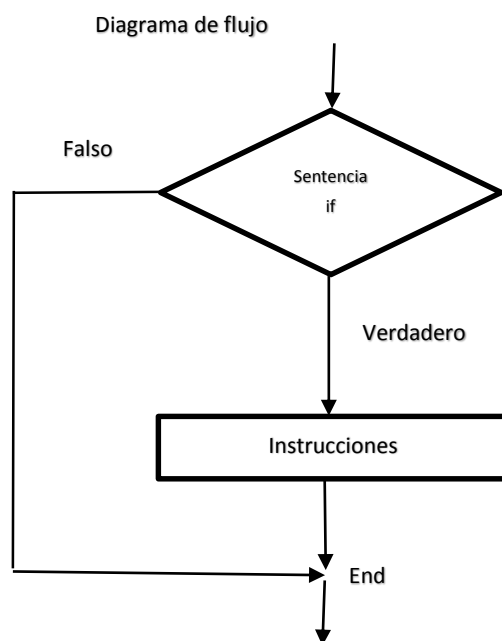 Diagrama de flujo
Falso
Sentencia
if
Verdadero
Instrucciones
End